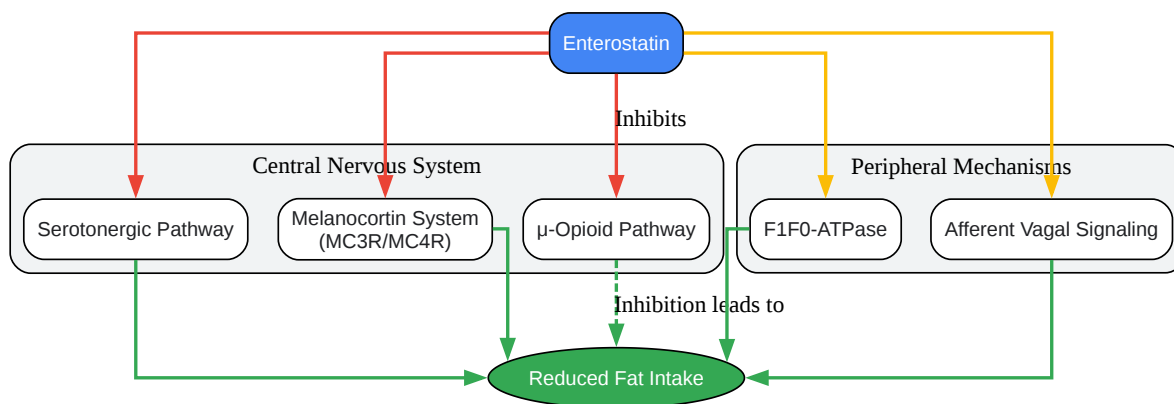 Enterostatin
Inhibits
Central Nervous System
Peripheral Mechanisms
Serotonergic Pathway
Melanocortin System
(MC3R/MC4R)
μ-Opioid Pathway
F1F0-ATPase
Afferent Vagal Signaling
Inhibition leads to
Reduced Fat Intake